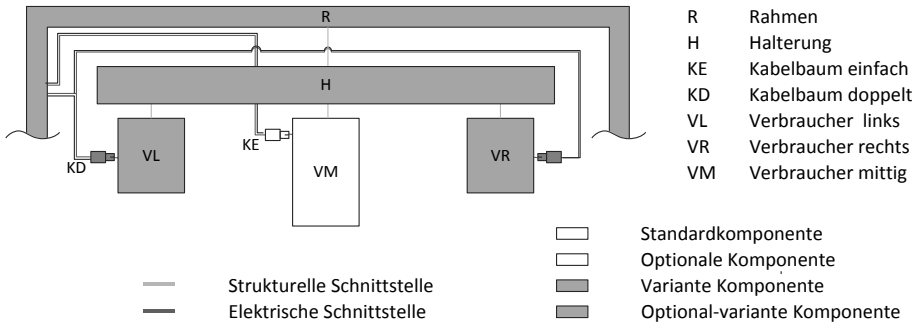 R
H
KD
VL
KE
VM
VR
R Rahmen
H Halterung
KE Kabelbaum einfach
KD Kabelbaum doppelt
VL Verbraucher links
VR Verbraucher rechts
VM Verbraucher mittig
Standardkomponente
Optionale Komponente
Variante Komponente
Optional-variante Komponente
Strukturelle Schnittstelle
Elektrische Schnittstelle